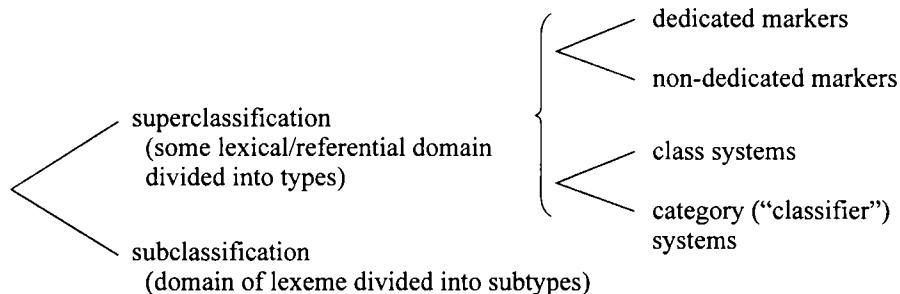 superclassification
(some lexical/referential domain
divided into types)
subclassification
(domain of lexeme divided into subtypes)
dedicated markers
non-dedicated markers
class systems
category (“classifier”)
systems